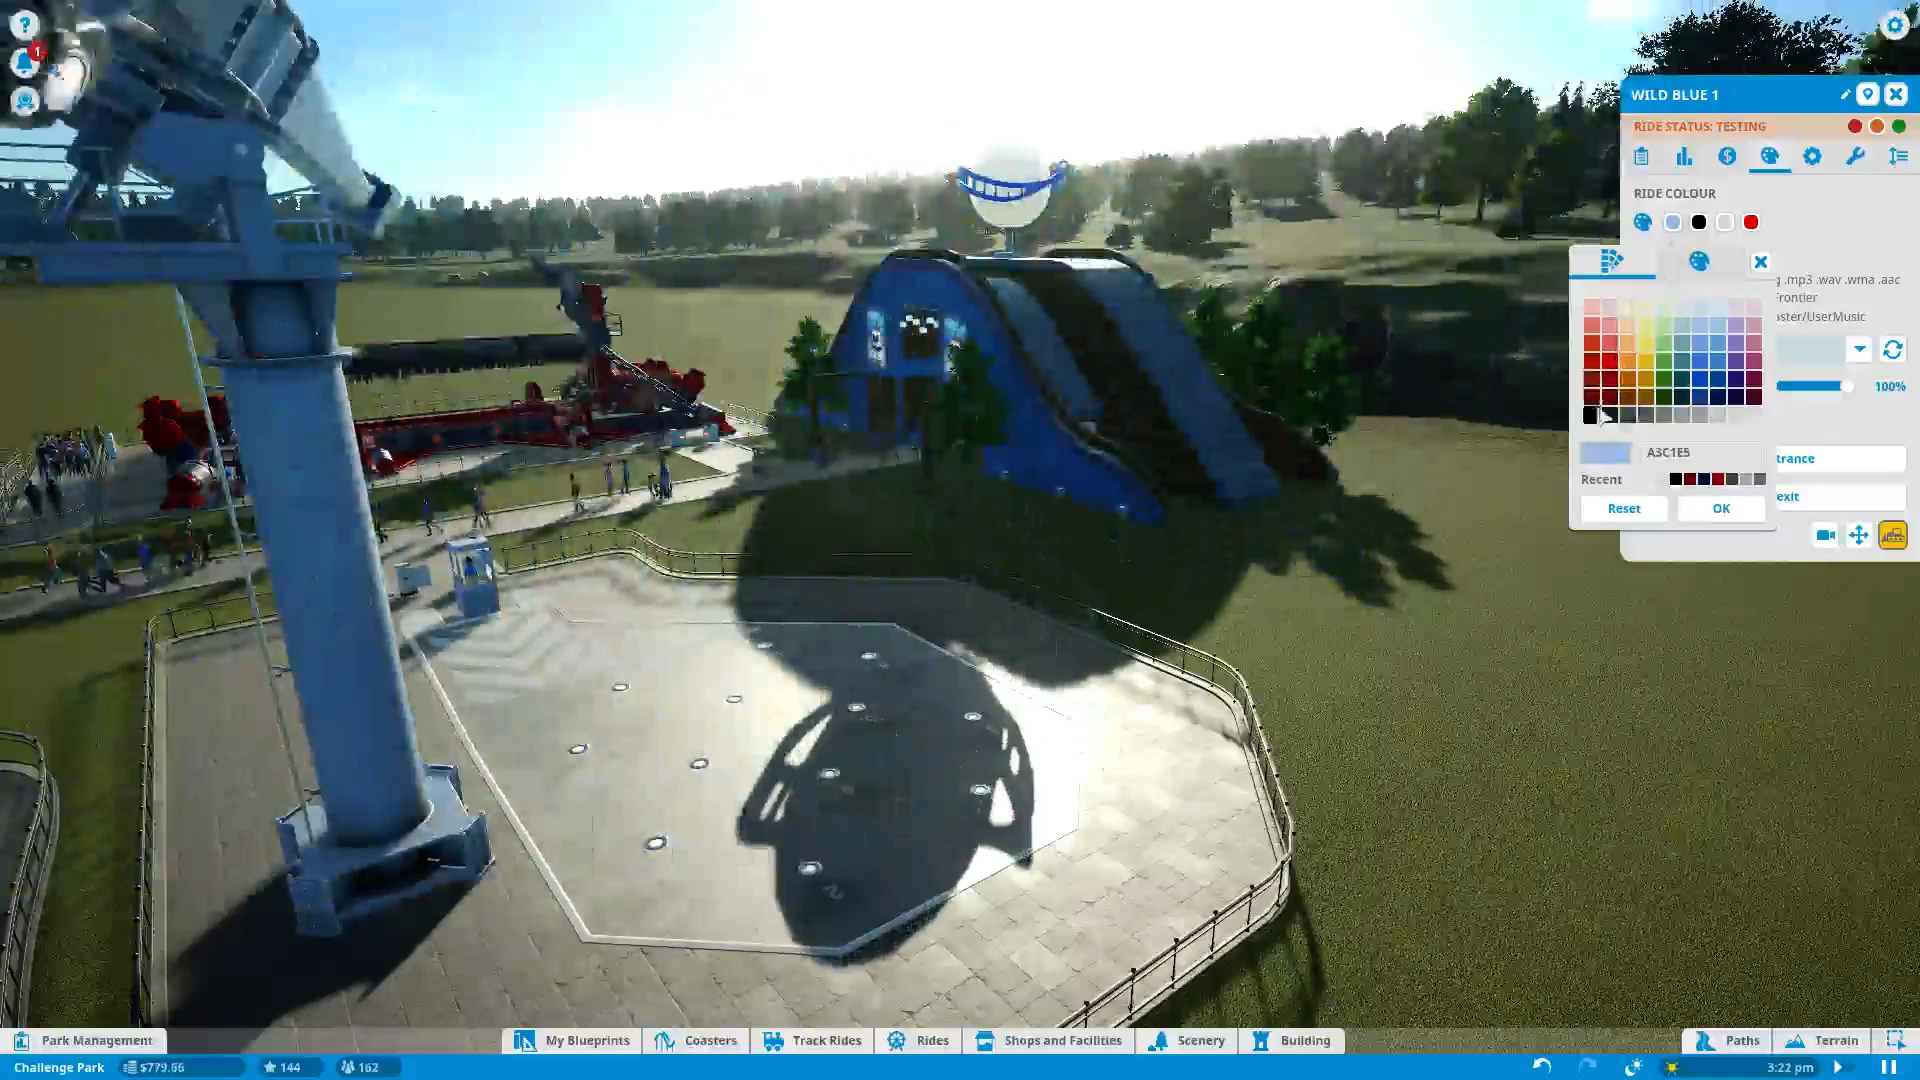 ?
1
WILD BLUE 1
RIDE STATUS: TESTING
RIDE COLOUR
.mp3 .wav .wma .aac
Frontier
ster/UserMusic
100%
A3C1E5
trance
Recent
exit
Reset OK
Park Management My Blueprints Coasters Track Rides Rides Shops and Facilities Scenery Building Paths Terrain
Challenge Park $779.66 144 162 3:22 pm